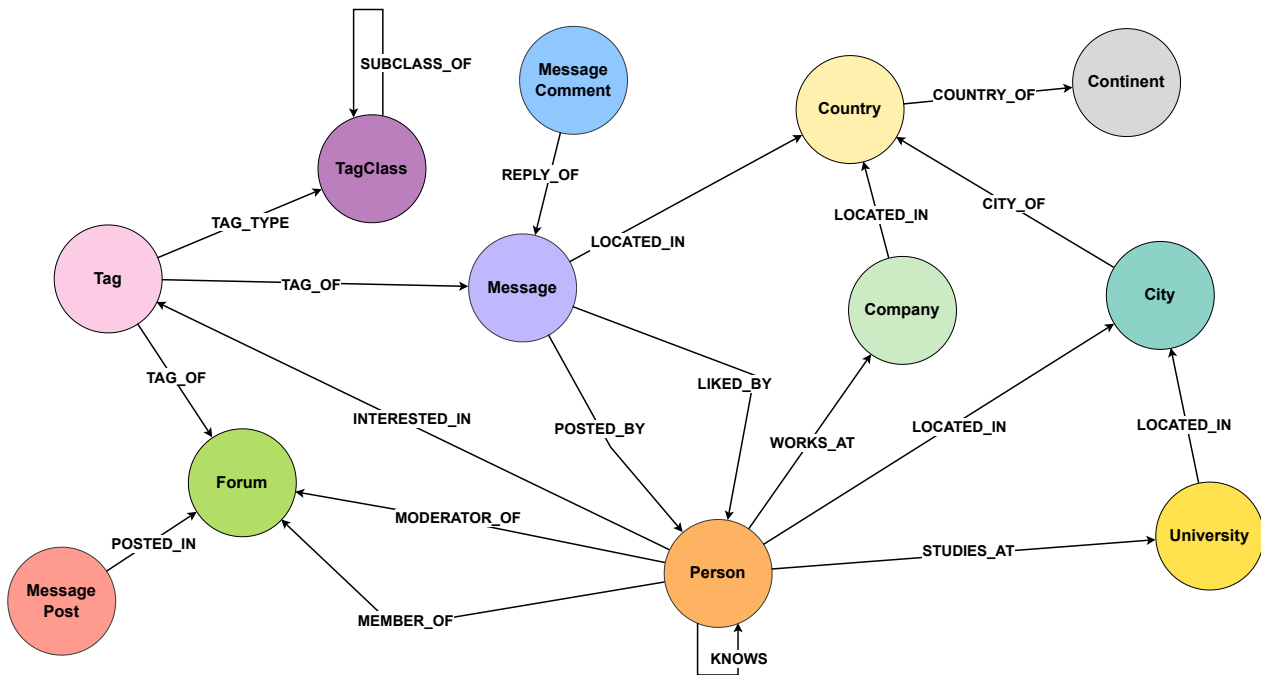 SUBCLASS_OF
Message
Comment
Country
COUNTRY_OF
Continent
TagClass
REPLY_OF
TAG_TYPE
LOCATED_IN
LOCATED_IN
CITY_OF
Tag
TAG_OF
Message
Company
City
TAG_OF
INTERESTED_IN
POSTED_BY
LIKED_BY
WORKS_AT
LOCATED_IN
LOCATED_IN
Forum
MODERATOR_OF
POSTED_IN
STUDIES_AT
University
Message
Post
Person
MEMBER_OF
KNOWS